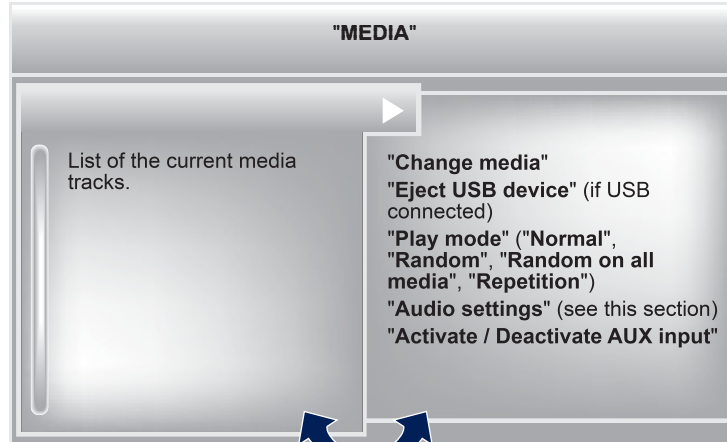 "MEDIA"
List of the current media
tracks.
"Change media"
"Eject USB device" (if USB
connected)
"Play mode" ("Normal",
"Random", "Random on all
media", "Repetition")
"Audio settings" (see this section)
"Activate / Deactivate AUX input"